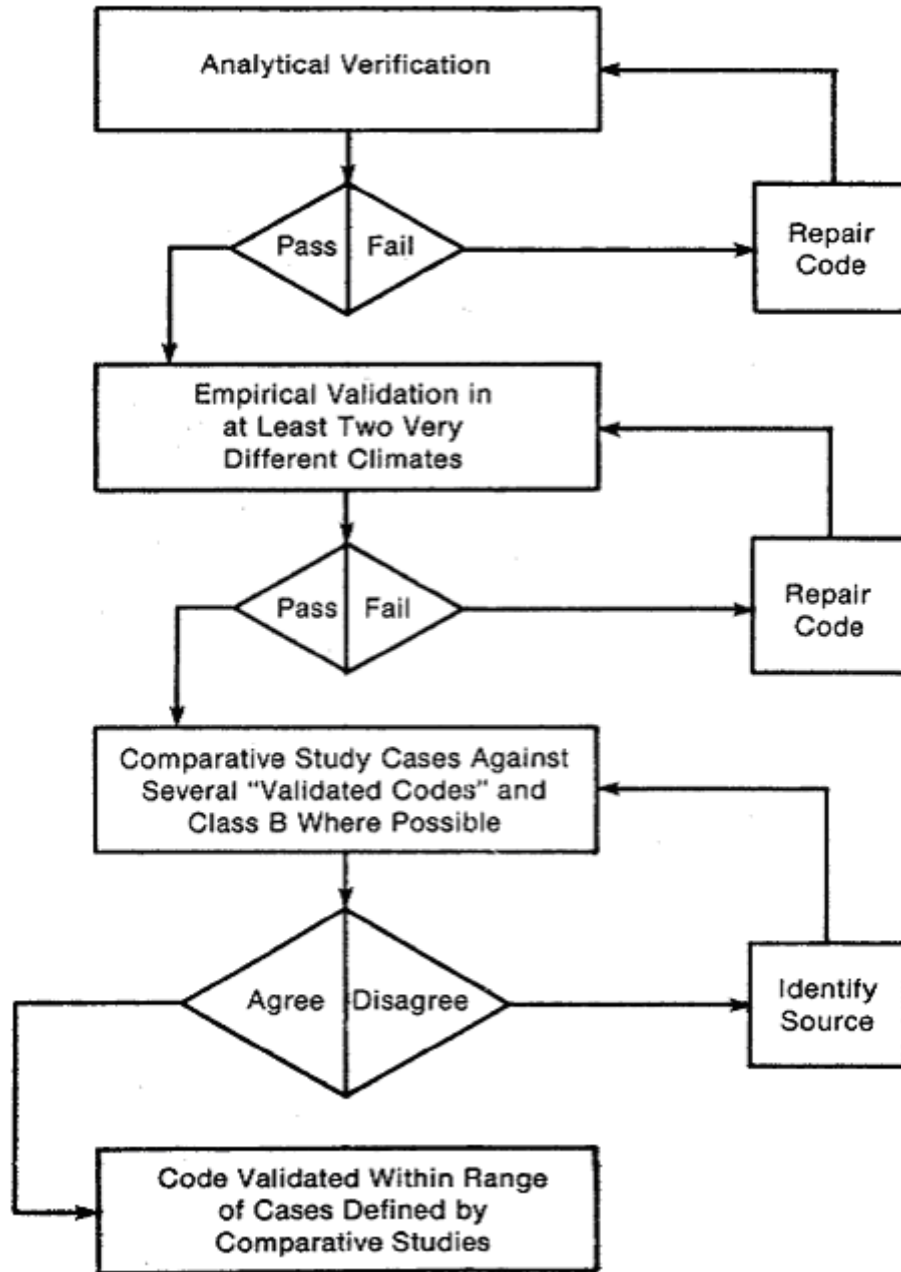 Analytical Verification
Pass
Fail
Repair
Code
Empirical Validation in
at Least Two Very
Different Climates
Pass
Fail
Repair
Code
Comparative Study Cases Against
Several "Validated Codes" and
Class B Where Possible
Agree
Disagree
Identify
Source
Code Validated Within Range
of Cases Defined by
Comparative Studies